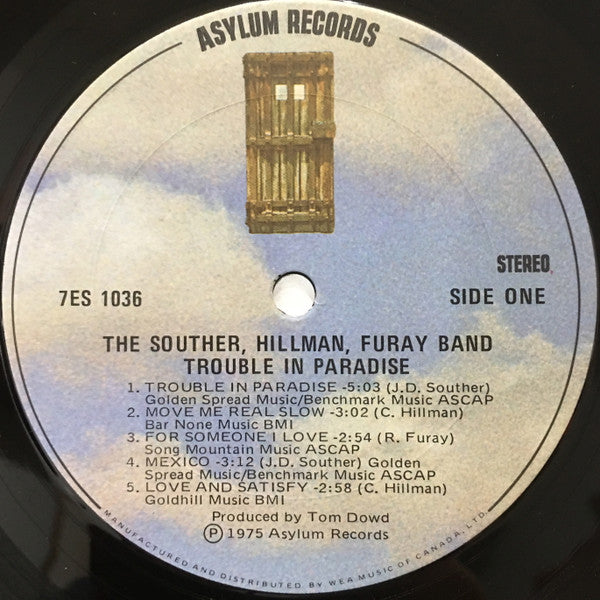 ASYLUM RECORDS
STEREO
7ES 1036
SIDE ONE
THE SOUTHER, HILLMAN, FURAY BAND
TROUBLE IN PARADISE
1. TROUBLE IN PARADISE -5:03 (J.D. Souther)
Golden Spread Music/Benchmark Music ASCAP
2. MOVE ME REAL SLOW -3:02 (C. Hillman)
Bar None Music BMI
3. FOR SOMEONE I LOVE -2:54 (R. Furay)
Song Mountain Music ASCAP
4. MEXICO -3:12 (J.D. Souther) Golden
Spread Music/Benchmark Music ASCAP
5. LOVE AND SATISFY -2:58 (C. Hillman)
Goldhill Music BMI
Produced by Tom Dowd
Ⓟ 1975 Asylum Records
MANUFACTURED AND DISTRIBUTED BY WEA MUSIC OF CANADA, LTD.